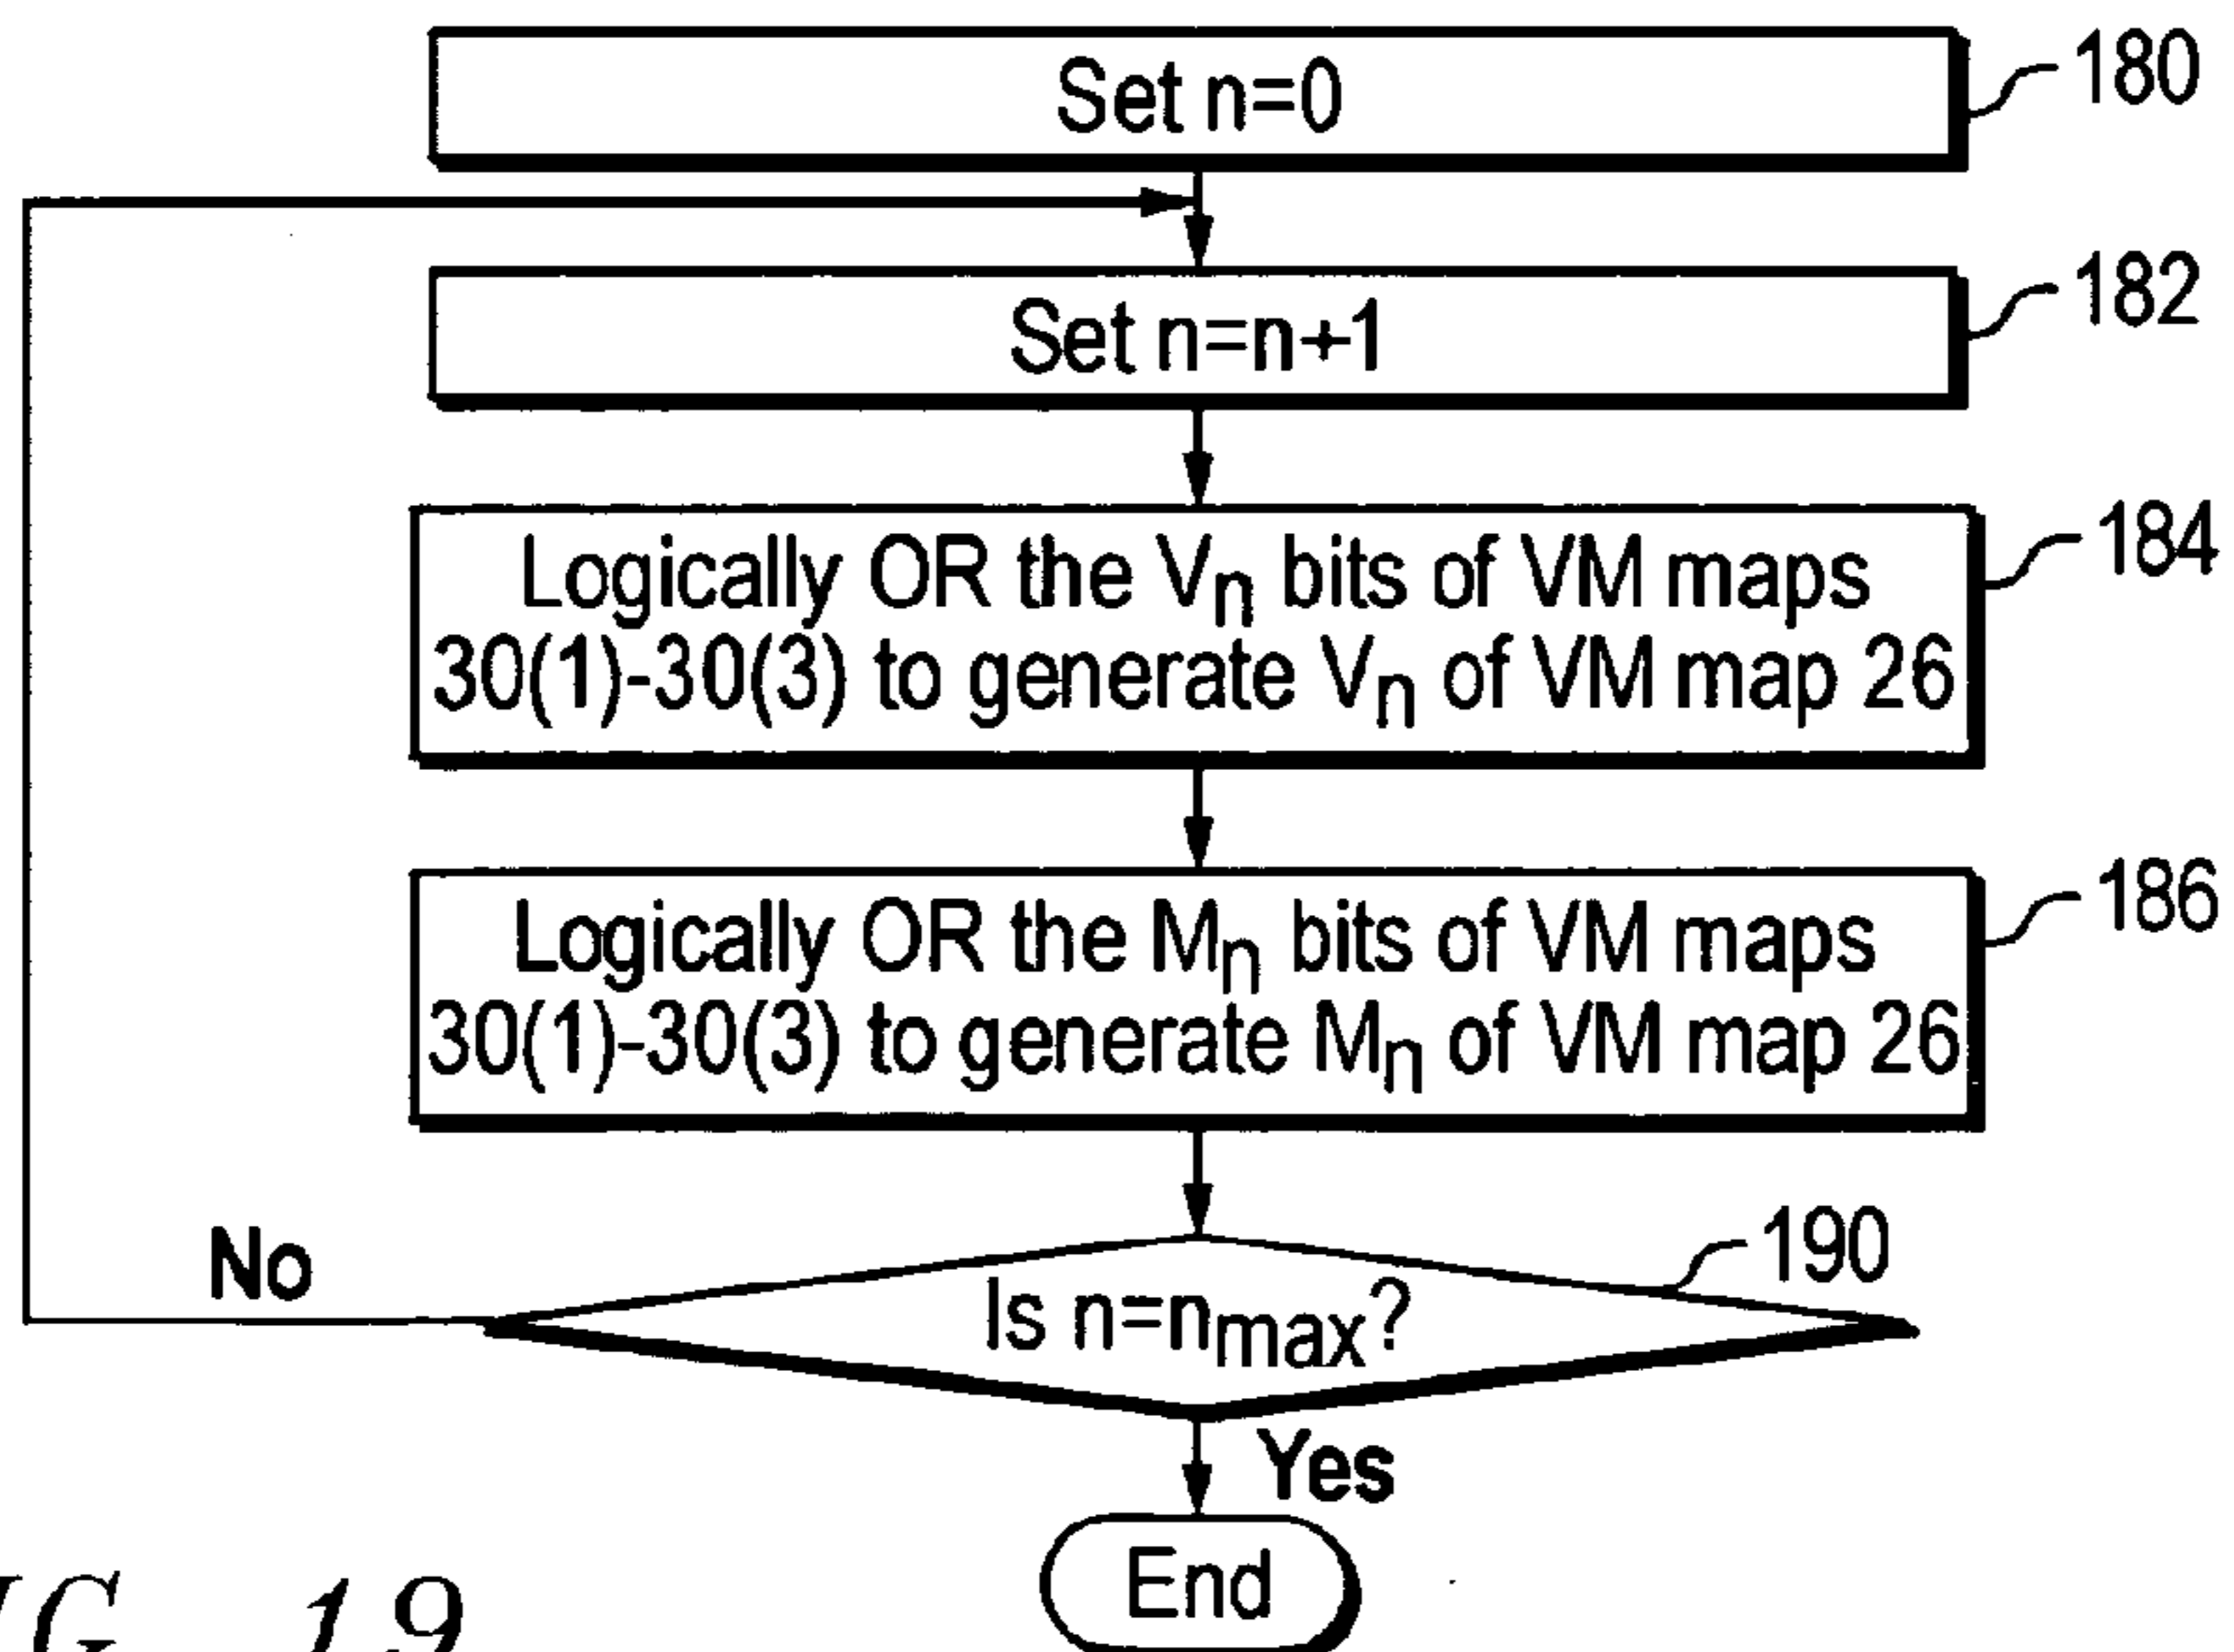 Set n=0
180
Set n=n+1
182
Logically OR the Vn bits of VM maps
30(1)-30(3) to generate Vn of VM map 26
184
Logically OR the Mn bits of VM maps
30(1)-30(3) to generate Mn of VM map 26
186
No
Is n=nmax?
190
Yes
End
19